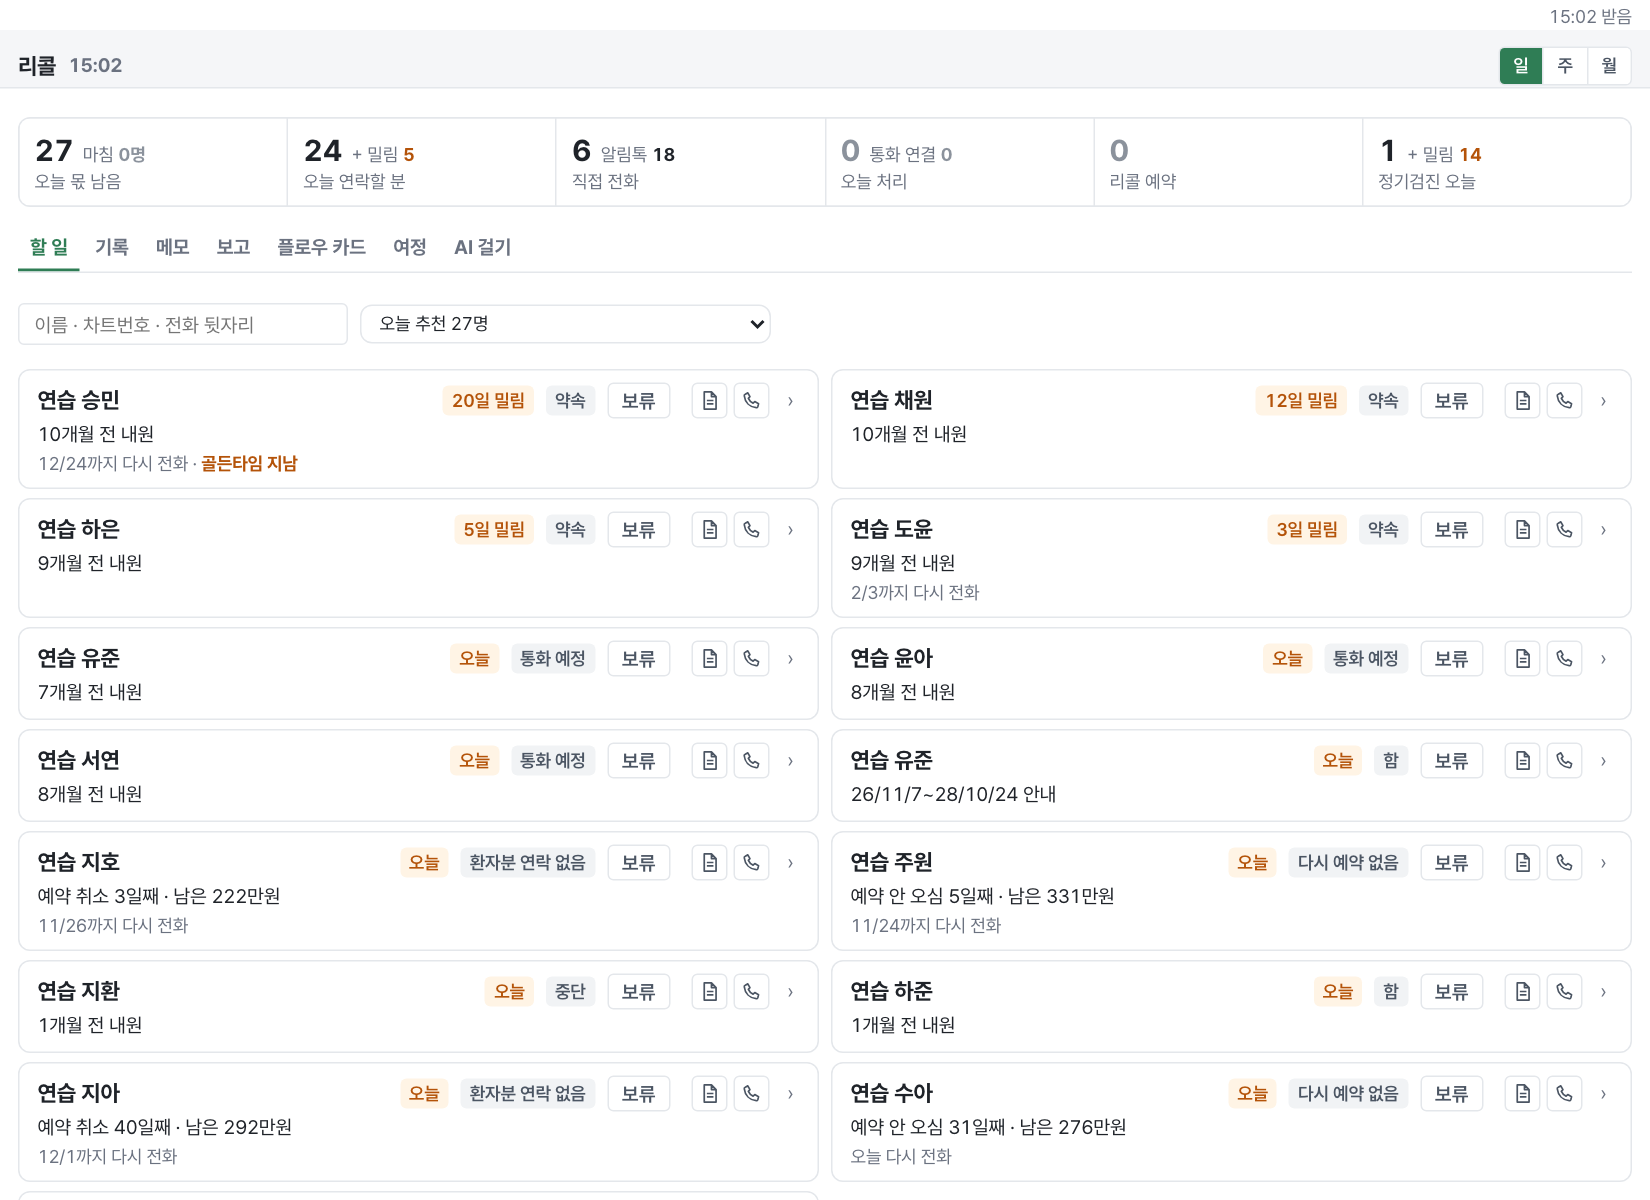 15:02 받음
리콜 15:02
일 주 월
27 마침 0명
오늘 몫 남음
24 + 밀림 5
오늘 연락할 분
6 알림톡 18
직접 전화
0 통화 연결 0
오늘 처리
0
리콜 예약
1 + 밀림 14
정기검진 오늘
할 일 기록 메모 보고 플로우 카드 여정 AI 걸기
이름 · 차트번호 · 전화 뒷자리
오늘 추천 27명
연습 승민 20일 밀림 약속 보류
10개월 전 내원
12/24까지 다시 전화 · 골든타임 지남
연습 채원 12일 밀림 약속 보류
10개월 전 내원
연습 하은 5일 밀림 약속 보류
9개월 전 내원
연습 도윤 3일 밀림 약속 보류
9개월 전 내원
2/3까지 다시 전화
연습 유준 오늘 통화 예정 보류
7개월 전 내원
연습 윤아 오늘 통화 예정 보류
8개월 전 내원
연습 서연 오늘 통화 예정 보류
8개월 전 내원
연습 유준 오늘 함 보류
26/11/7~28/10/24 안내
연습 지호 오늘 환자분 연락 없음 보류
예약 취소 3일째 · 남은 222만원
11/26까지 다시 전화
연습 주원 오늘 다시 예약 없음 보류
예약 안 오심 5일째 · 남은 331만원
11/24까지 다시 전화
연습 지환 오늘 중단 보류
1개월 전 내원
연습 하준 오늘 함 보류
1개월 전 내원
연습 지아 오늘 환자분 연락 없음 보류
예약 취소 40일째 · 남은 292만원
12/1까지 다시 전화
연습 수아 오늘 다시 예약 없음 보류
예약 안 오심 31일째 · 남은 276만원
오늘 다시 전화